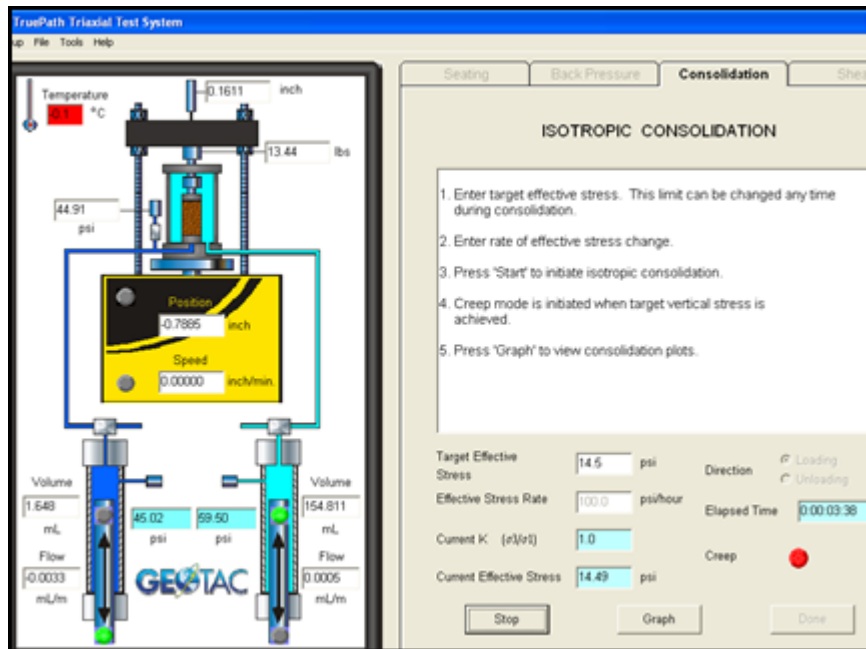 TruePath Triaxial Test System
up File Tools Help
Temperature
-0.1 °C
0.1611 inch
13.44 lbs
44.91
psi
Position
-0.7885 inch
Speed
0.00000 inch/min.
Volume
1.648
mL
Flow
-0.0033
mL/m
45.02
psi
59.50
psi
Volume
154.811
mL
Flow
0.0005
mL/m
GEOTAC
Seating Back Pressure Consolidation Shea
ISOTROPIC CONSOLIDATION
1. Enter target effective stress. This limit can be changed any time
during consolidation.
2. Enter rate of effective stress change.
3. Press 'Start' to initiate isotropic consolidation.
4. Creep mode is initiated when target vertical stress is
achieved.
5. Press 'Graph' to view consolidation plots.
Target Effective
Stress 14.5 psi
Direction Loading
Unloading
Effective Stress Rate 100.0 psi/hour
Elapsed Time 0:00:03:38
Current K (σ3/σ1) 1.0
Creep
Current Effective Stress 14.49 psi
Stop Graph Done